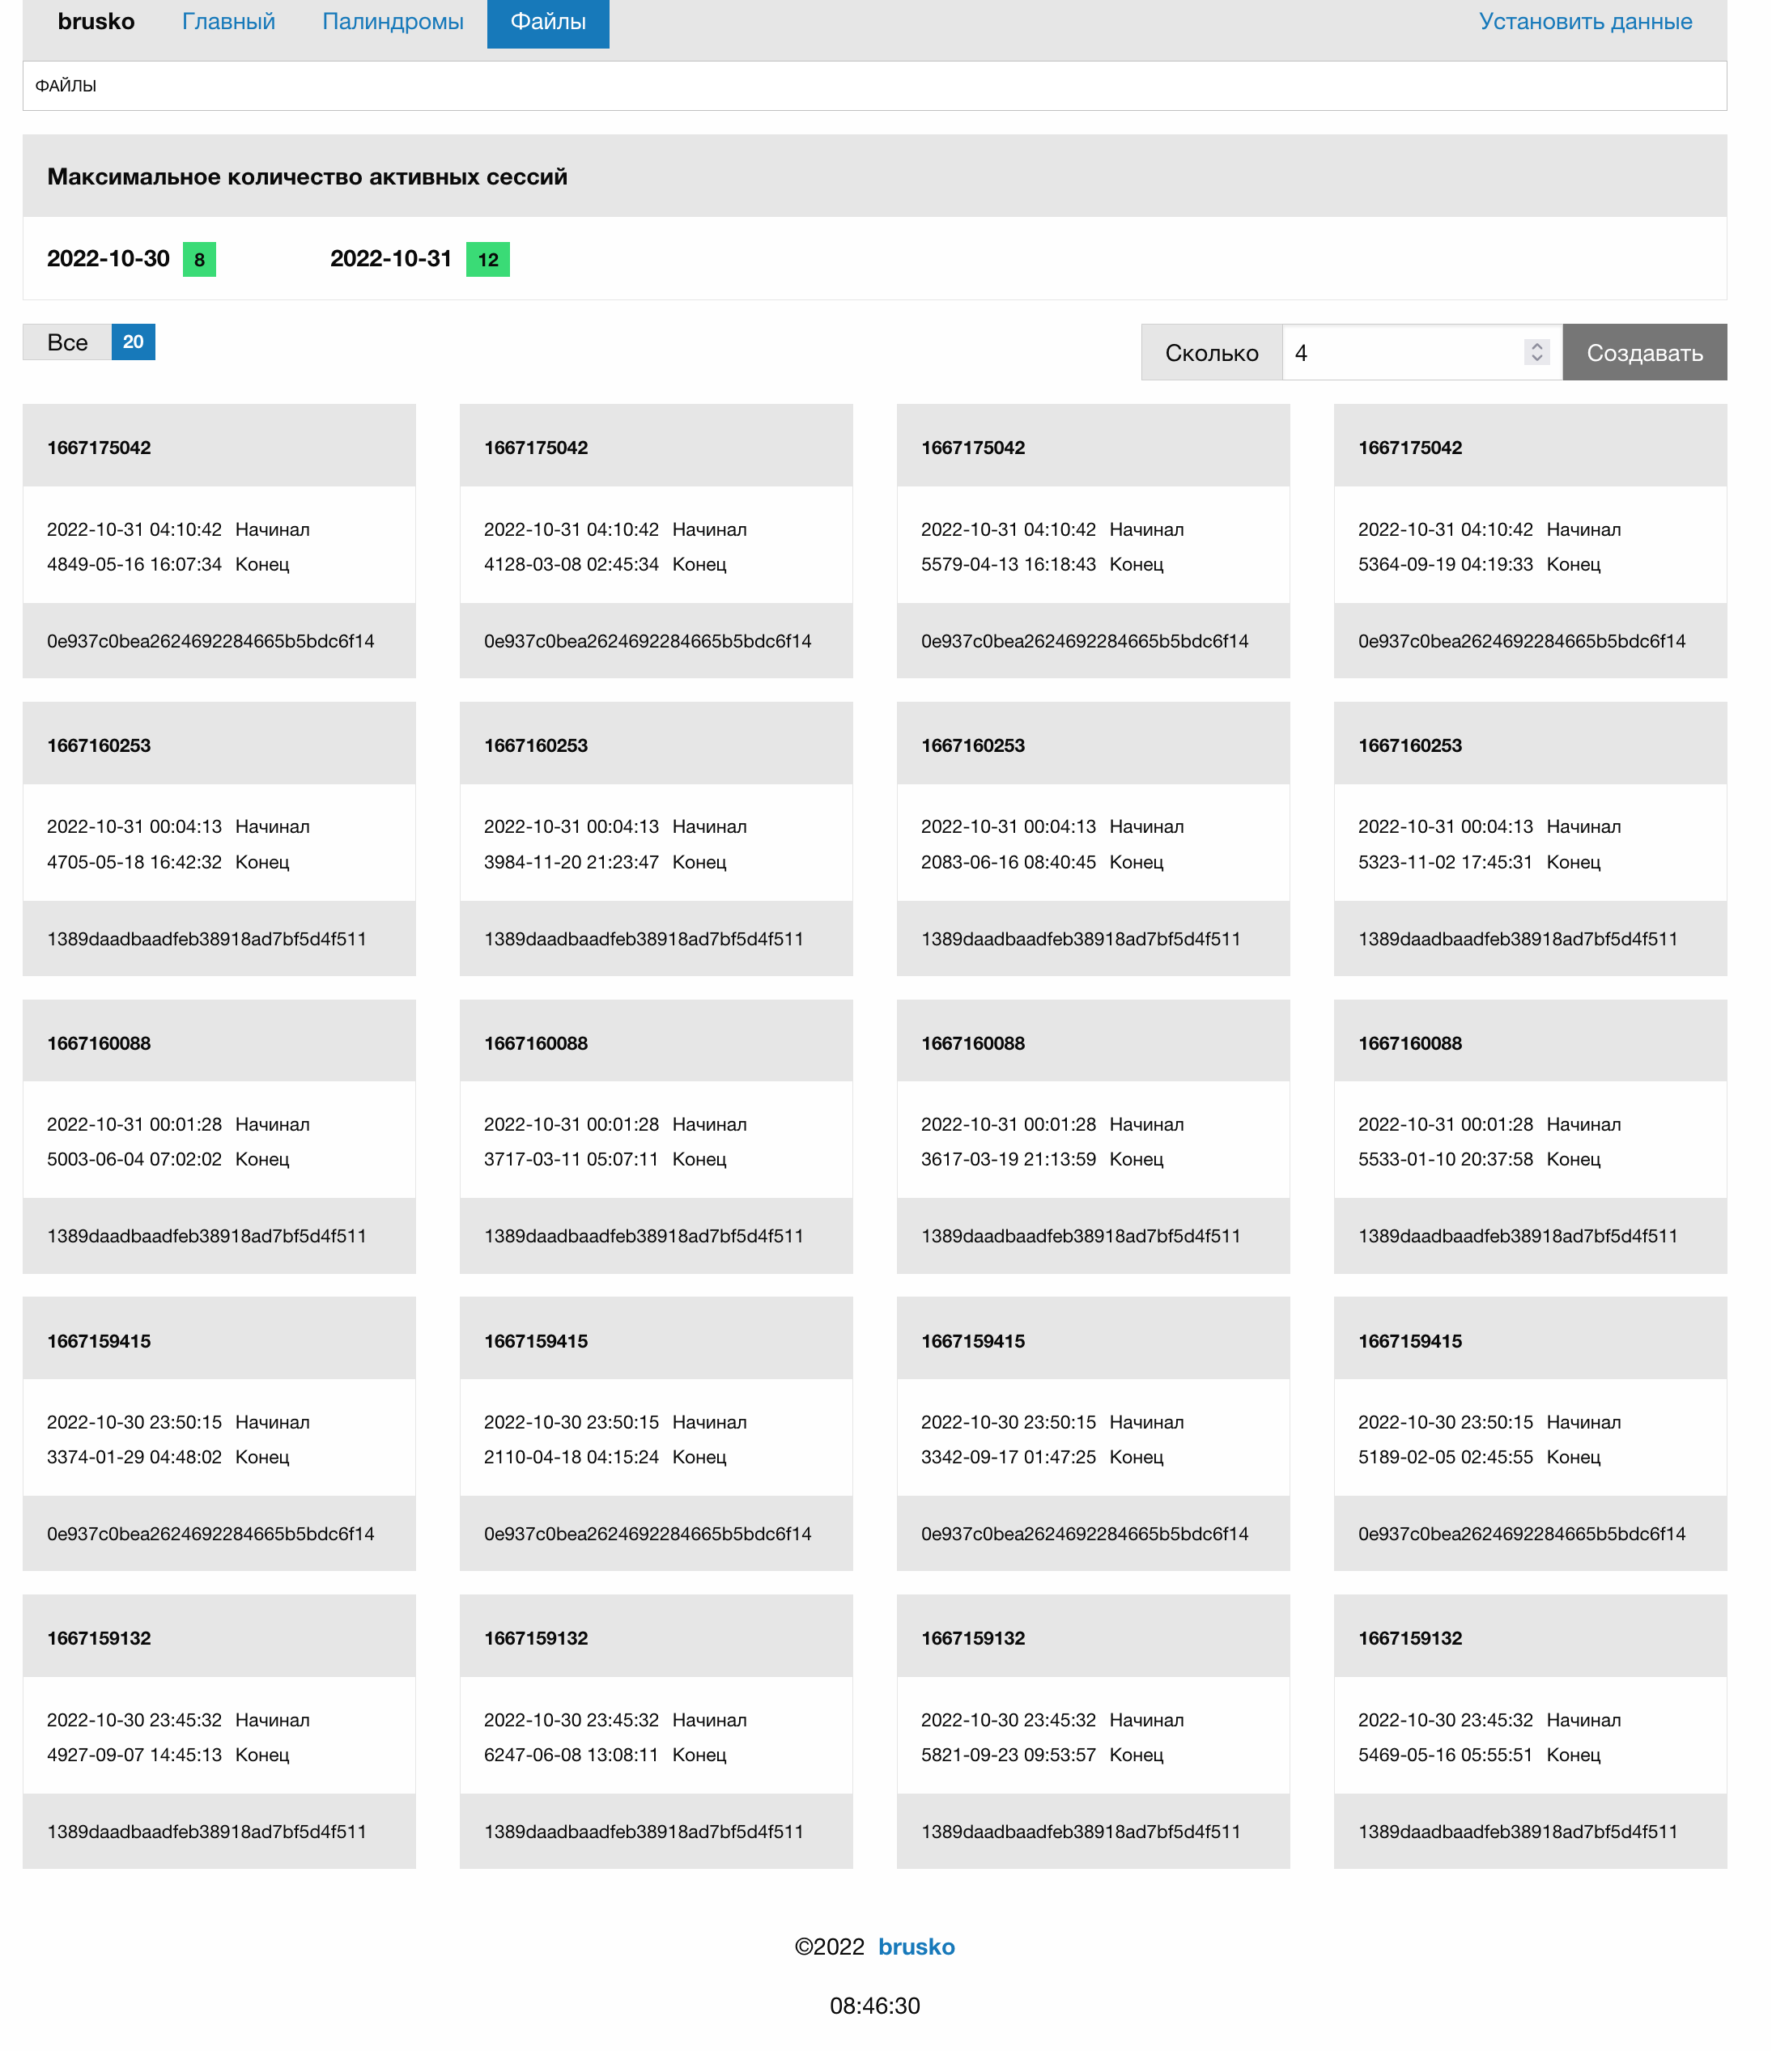 brusko Главный Палиндромы Файлы Установить данные
ФАЙЛЫ
Максимальное количество активных сессий
2022-10-30 8 2022-10-31 12
Все 20 Сколько 4 Создавать
1667175042 1667175042 1667175042 1667175042
2022-10-31 04:10:42 Начинал 2022-10-31 04:10:42 Начинал 2022-10-31 04:10:42 Начинал 2022-10-31 04:10:42 Начинал
4849-05-16 16:07:34 Конец 4128-03-08 02:45:34 Конец 5579-04-13 16:18:43 Конец 5364-09-19 04:19:33 Конец
0e937c0bea2624692284665b5bdc6f14 0e937c0bea2624692284665b5bdc6f14 0e937c0bea2624692284665b5bdc6f14 0e937c0bea2624692284665b5bdc6f14
1667160253 1667160253 1667160253 1667160253
2022-10-31 00:04:13 Начинал 2022-10-31 00:04:13 Начинал 2022-10-31 00:04:13 Начинал 2022-10-31 00:04:13 Начинал
4705-05-18 16:42:32 Конец 3984-11-20 21:23:47 Конец 2083-06-16 08:40:45 Конец 5323-11-02 17:45:31 Конец
1389daadbaadfeb38918ad7bf5d4f511 1389daadbaadfeb38918ad7bf5d4f511 1389daadbaadfeb38918ad7bf5d4f511 1389daadbaadfeb38918ad7bf5d4f511
1667160088 1667160088 1667160088 1667160088
2022-10-31 00:01:28 Начинал 2022-10-31 00:01:28 Начинал 2022-10-31 00:01:28 Начинал 2022-10-31 00:01:28 Начинал
5003-06-04 07:02:02 Конец 3717-03-11 05:07:11 Конец 3617-03-19 21:13:59 Конец 5533-01-10 20:37:58 Конец
1389daadbaadfeb38918ad7bf5d4f511 1389daadbaadfeb38918ad7bf5d4f511 1389daadbaadfeb38918ad7bf5d4f511 1389daadbaadfeb38918ad7bf5d4f511
1667159415 1667159415 1667159415 1667159415
2022-10-30 23:50:15 Начинал 2022-10-30 23:50:15 Начинал 2022-10-30 23:50:15 Начинал 2022-10-30 23:50:15 Начинал
3374-01-29 04:48:02 Конец 2110-04-18 04:15:24 Конец 3342-09-17 01:47:25 Конец 5189-02-05 02:45:55 Конец
0e937c0bea2624692284665b5bdc6f14 0e937c0bea2624692284665b5bdc6f14 0e937c0bea2624692284665b5bdc6f14 0e937c0bea2624692284665b5bdc6f14
1667159132 1667159132 1667159132 1667159132
2022-10-30 23:45:32 Начинал 2022-10-30 23:45:32 Начинал 2022-10-30 23:45:32 Начинал 2022-10-30 23:45:32 Начинал
4927-09-07 14:45:13 Конец 6247-06-08 13:08:11 Конец 5821-09-23 09:53:57 Конец 5469-05-16 05:55:51 Конец
1389daadbaadfeb38918ad7bf5d4f511 1389daadbaadfeb38918ad7bf5d4f511 1389daadbaadfeb38918ad7bf5d4f511 1389daadbaadfeb38918ad7bf5d4f511
©2022 brusko
08:46:30